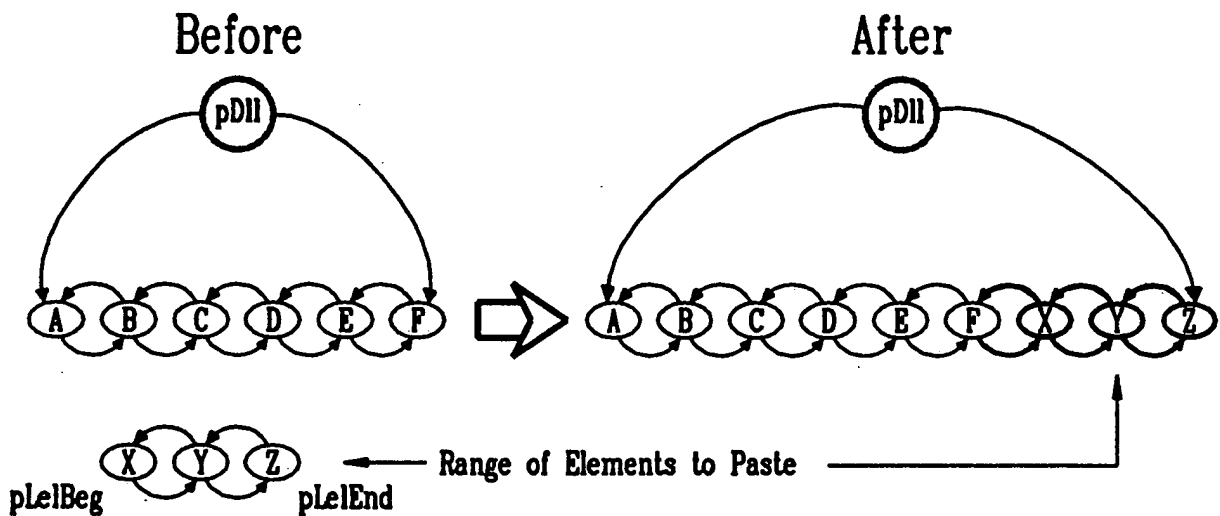 Before After
pDll pDll
A B C D E F A B C D E F X Y Z
X Y Z Range of Elements to Paste
pLelBeg pLelEnd